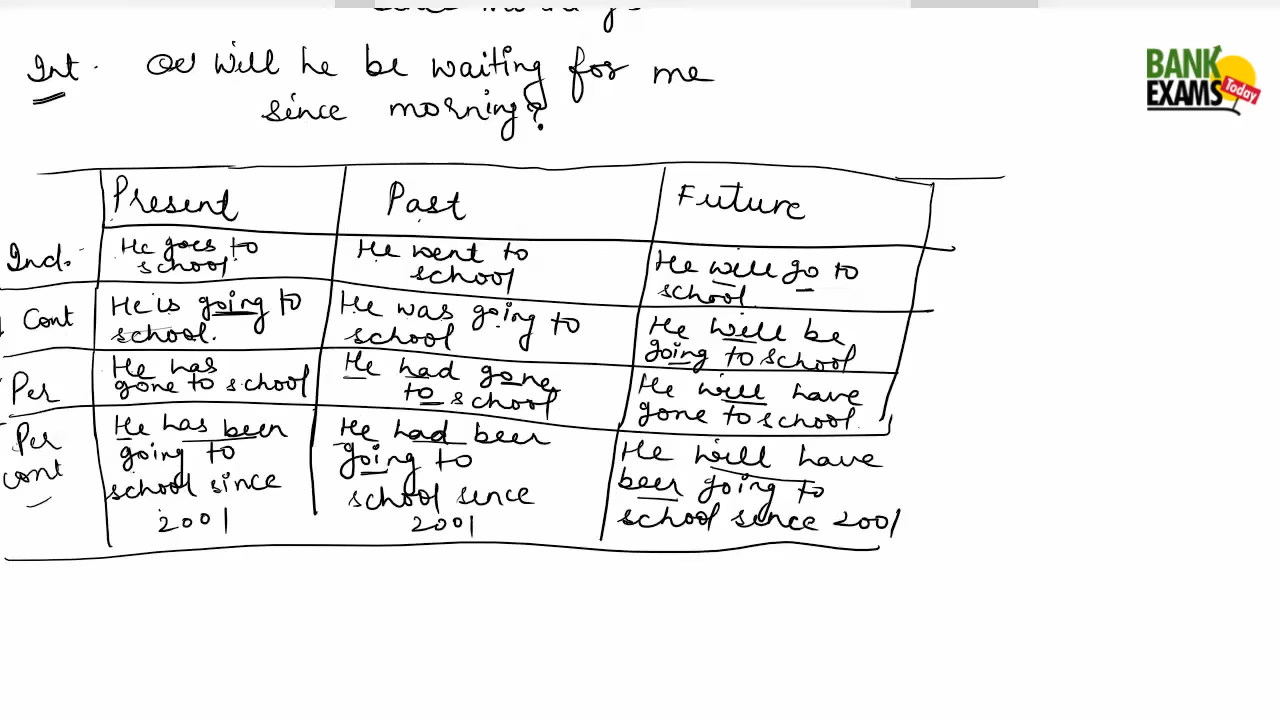 Int. Will he be waiting for me
since morning?
BANK
EXAMS Today
Present Past Future
Ind. He goes to school He went to school He will go to school.
Cont He is going to school. He was going to school He will be going to school
Per He has gone to school He had gone to school He will have gone to school.
Per cont He has been going to school since 2001 He had been going to school since 2001 He will have been going to school since 2001